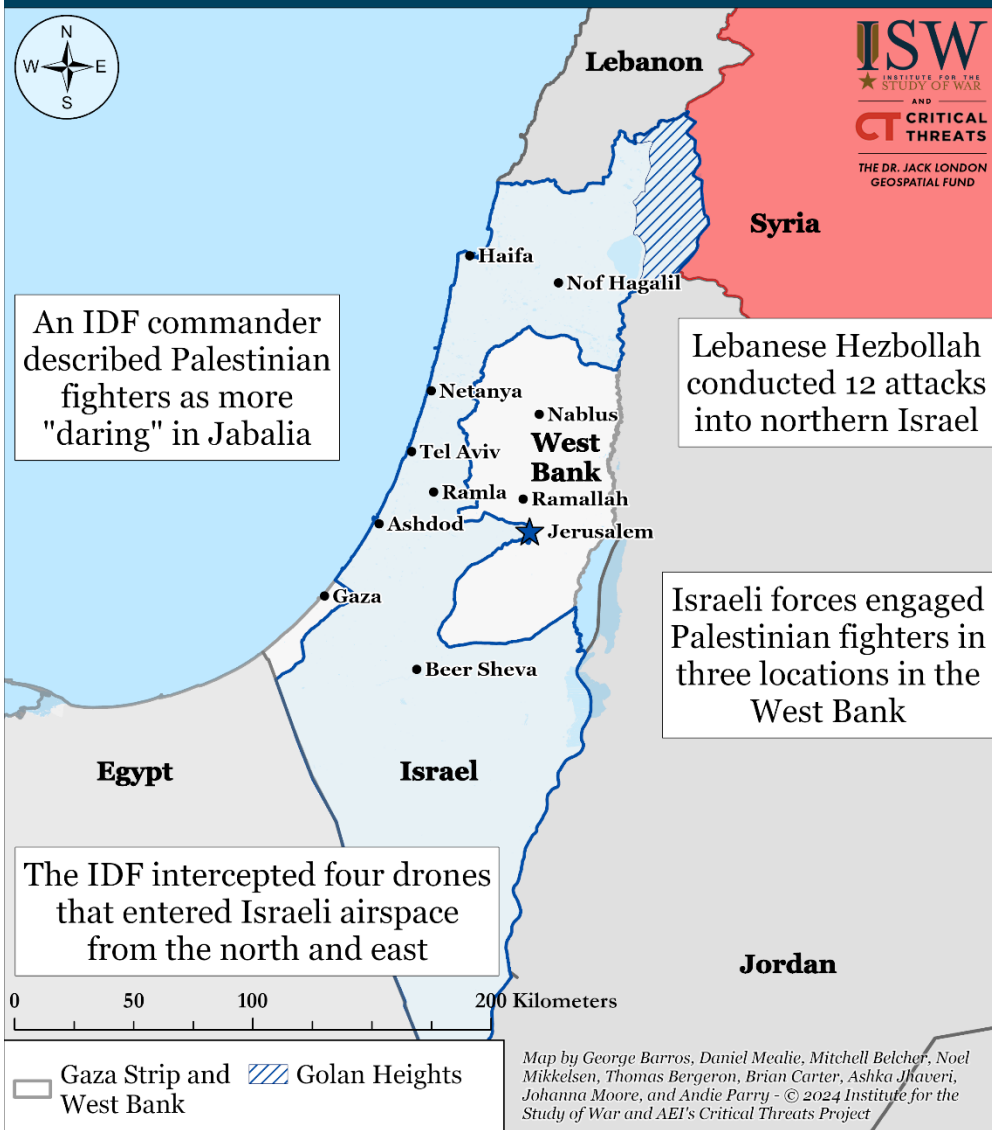 N
W
E
S
Lebanon
ISW
INSTITUTE FOR THE
STUDY OF WAR
AND
CT CRITICAL
THREATS
THE DR. JACK LONDON
GEOSPATIAL FUND
Syria
Haifa
Nof Hagalil
An IDF commander
described Palestinian
fighters as more
"daring" in Jabalia
Lebanese Hezbollah
conducted 12 attacks
into northern Israel
Netanya
Nablus
West
Bank
Tel Aviv
Ramla
Ramallah
Ashdod
Jerusalem
Gaza
Israeli forces engaged
Palestinian fighters in
three locations in the
West Bank
Beer Sheva
Egypt
Israel
The IDF intercepted four drones
that entered Israeli airspace
from the north and east
Jordan
0 50 100 200 Kilometers
Gaza Strip and
West Bank
Golan Heights
Map by George Barros, Daniel Mealie, Mitchell Belcher, Noel
Mikkelsen, Thomas Bergeron, Brian Carter, Ashka Jhaveri,
Johanna Moore, and Andie Parry - © 2024 Institute for the
Study of War and AEI's Critical Threats Project